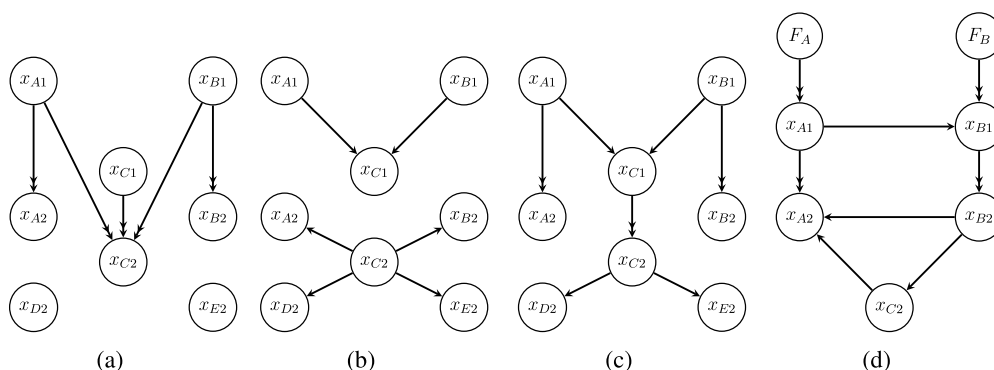 F_A F_B
x_{A1} x_{B1} x_{A1} x_{B1} x_{A1} x_{B1}
x_{A1} x_{B1}
x_{C1} x_{C1} x_{C1}
x_{A2} x_{B2} x_{A2} x_{B2} x_{A2} x_{B2} x_{A2} x_{B2}
x_{C2} x_{C2} x_{C2}
x_{D2} x_{E2} x_{D2} x_{E2} x_{D2} x_{E2} x_{C2}
(a) (b) (c) (d)